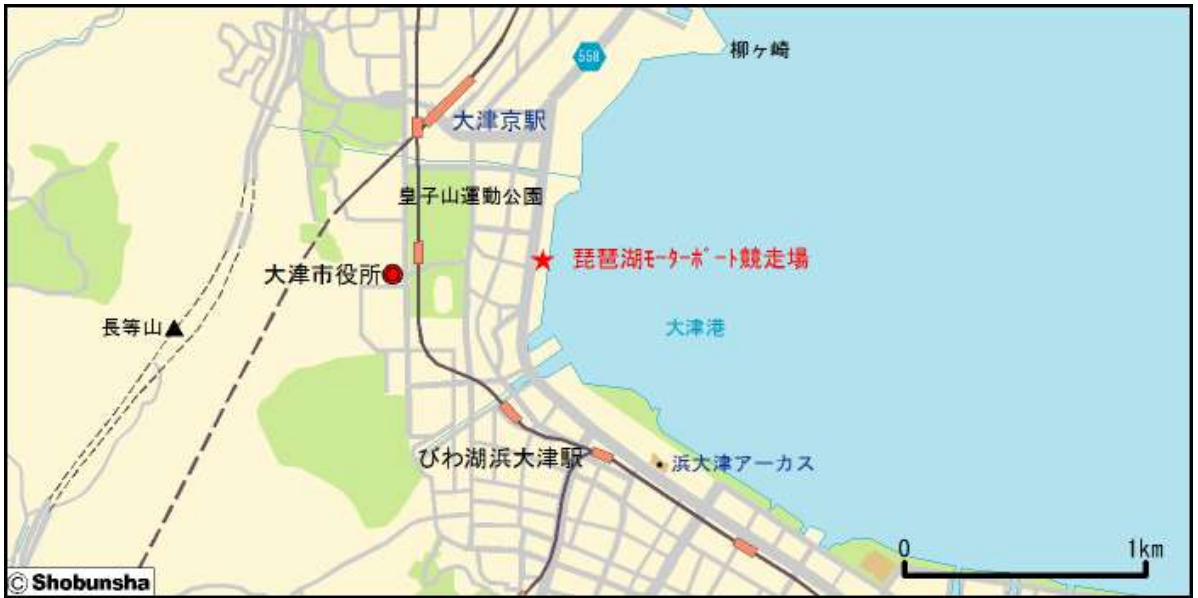 柳ヶ崎
558
大津京駅
皇子山運動公園
琵琶湖ﾓｰﾀｰﾎﾞｰﾄ競走場
大津市役所
長等山
大津港
びわ湖浜大津駅
浜大津アーカス
0 1km
© Shobunsha